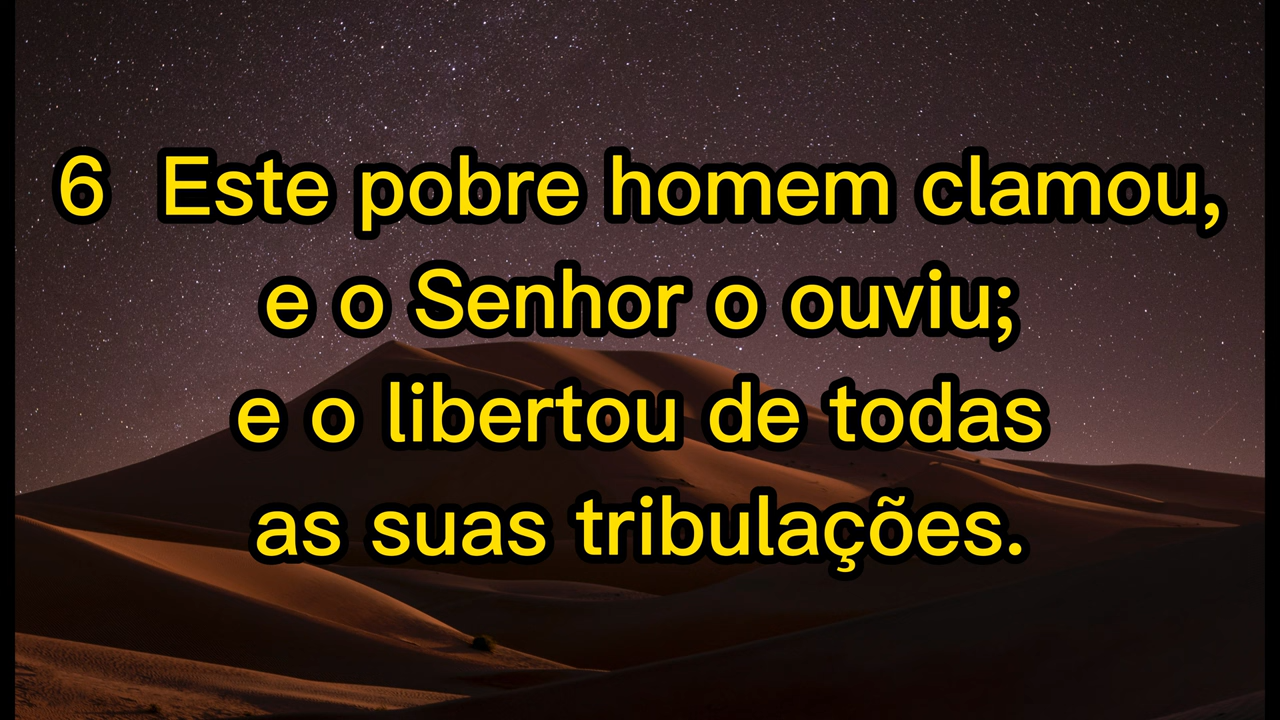 6 Este pobre homem clamou,
e o Senhor o ouviu;
e o libertou de todas
as suas tribulações.